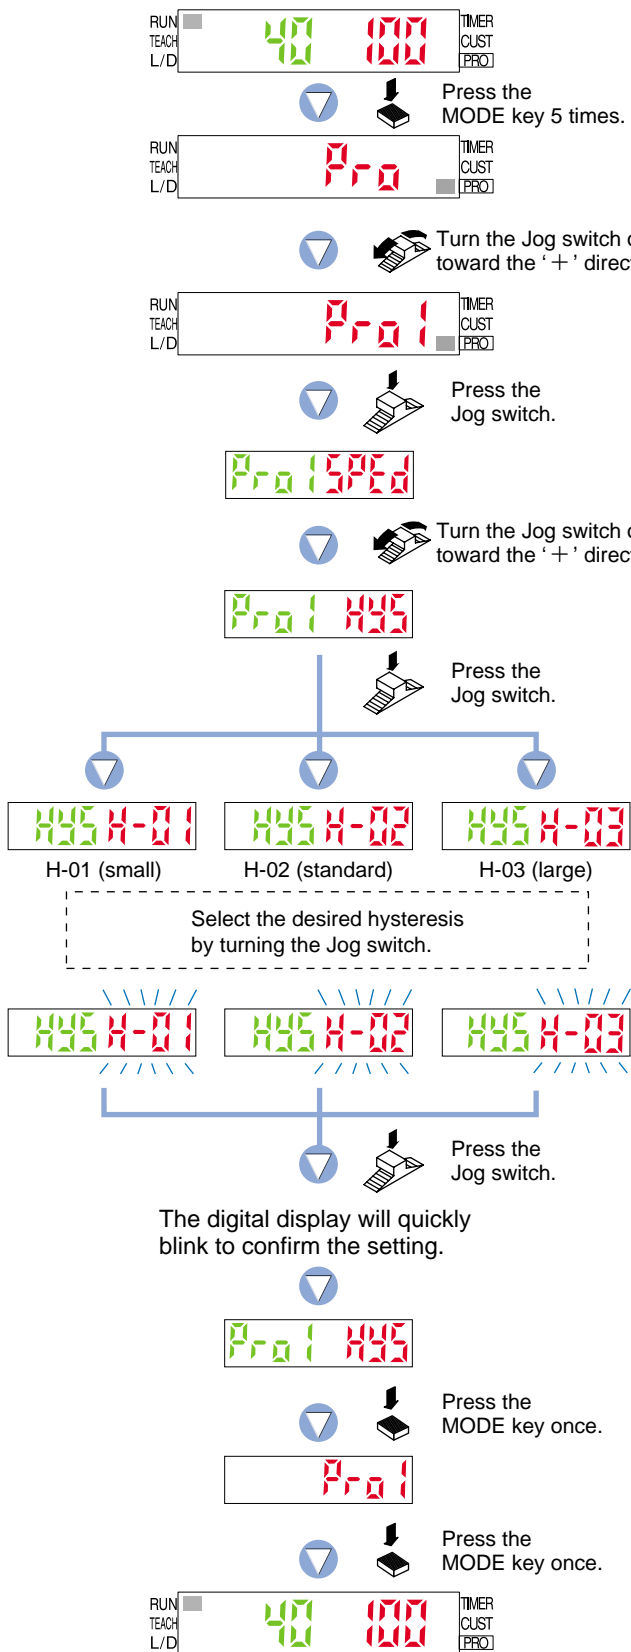 RUN TIMER
TEACH 40 100 CUST
L/D PRO
Press the
MODE key 5 times.
RUN TIMER
TEACH Pro CUST
L/D PRO
Turn the Jog switch
toward the ‘+’
RUN TIMER
TEACH Pro1 CUST
L/D PRO
Press the
Jog switch.
Pro1 SPEd
Turn the Jog switch
toward the ‘+’
Pro1 HYS
Press the
Jog switch.
HYS H-01 HYS H-02 HYS H-03
H-01 (small) H-02 (standard) H-03 (large)
Select the desired hysteresis
by turning the Jog switch.
HYS H-01 HYS H-02 HYS H-03
Press the
Jog switch.
The digital display will quickly
blink to confirm the setting.
Pro1 HYS
Press the
MODE key once.
Pro1
Press the
MODE key once.
RUN TIMER
TEACH 40 100 CUST
L/D PRO